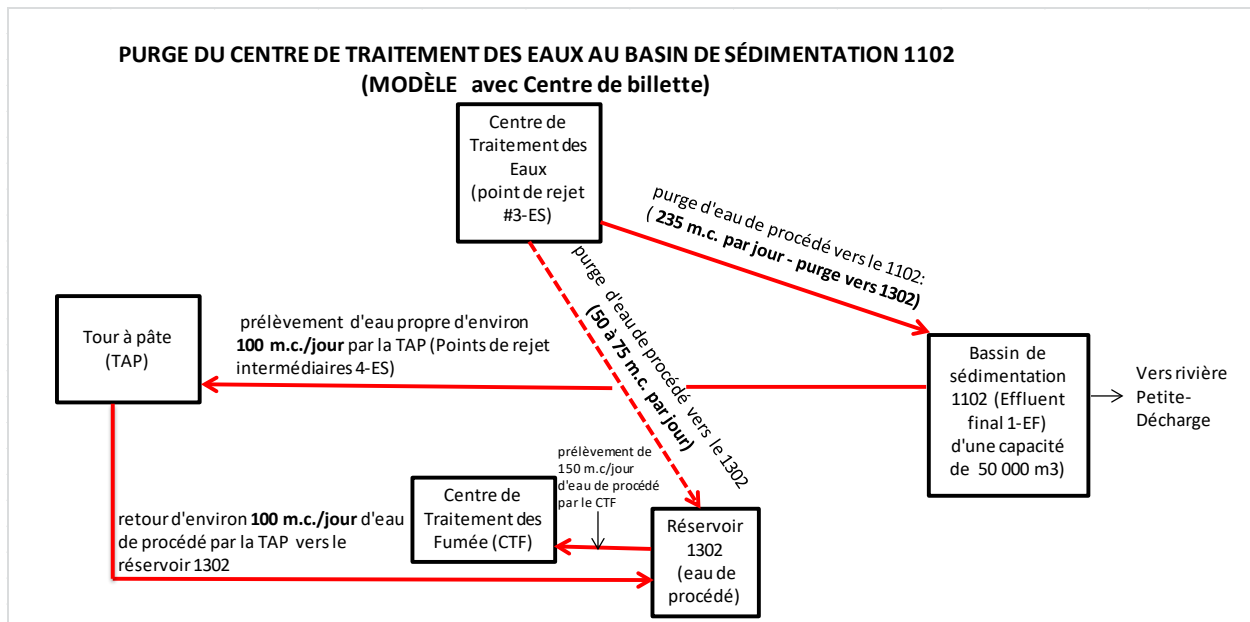 PURGE DU CENTRE DE TRAITEMENT DES EAUX AU BASIN DE SÉDIMENTATION 1102
(MODÈLE avec Centre de billette)
Centre de
Traitement des
Eaux
(point de rejet
#3-ES)
purge d'eau de procédé vers le 1102:
( 235 m.c. par jour - purge vers 1302)
purge d'eau de procédé vers le 1302
(50 à 75 m.c. par jour)
Tour à pâte
(TAP)
prélèvement d'eau propre d'environ
100 m.c./jour par la TAP (Points de rejet
intermédiaires 4-ES)
Bassin de
sédimentation
1102 (Effluent
final 1-EF)
d'une capacité
de 50 000 m3)
Vers rivière
Petite-
Décharge
prélèvement de
150 m.c/jour
d'eau de procédé
par le CTF
Centre de
Traitement des
Fumée (CTF)
retour d'environ 100 m.c./jour d'eau
de procédé par la TAP vers le
réservoir 1302
Réservoir
1302
(eau de
procédé)